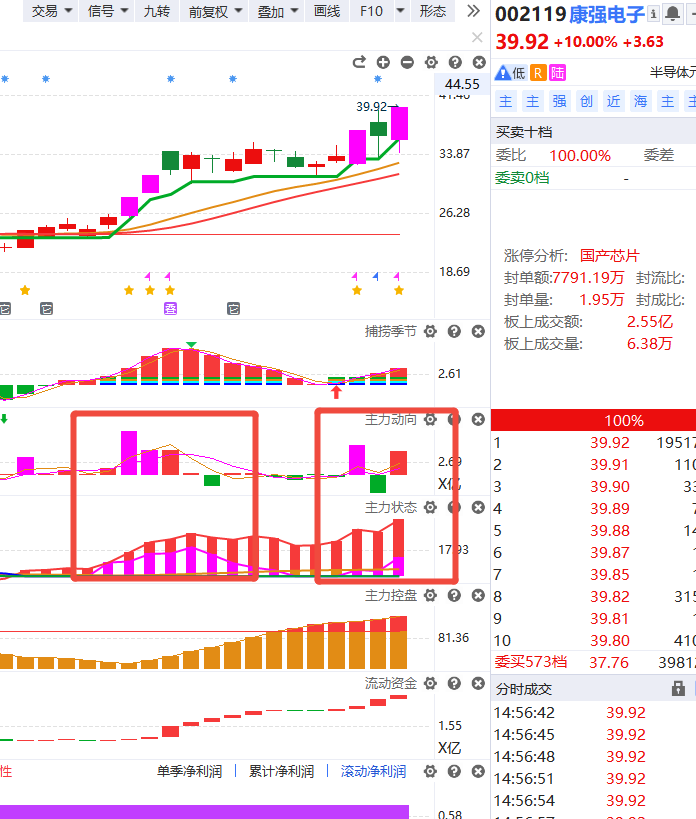 交易 信号 九转 前复权 叠加 画线 F10 形态
002119 康强电子
39.92 +10.00% +3.63
低 R 陆 半导体元
主 主 强 创 近 海 主
买卖十档
委比 100.00% 委差
委卖0档 -
涨停分析: 国产芯片
封单额:7791.19万 封流比:
封单量: 1.95万 封成比:
板上成交额: 2.55亿
板上成交量: 6.38万
100%
1 39.92 19517
2 39.91 110
3 39.90 33
4 39.89
5 39.88 14
6 39.87
7 39.85
8 39.82 315
9 39.81
10 39.80 410
委买573档 37.76 39812
分时成交
14:56:42 39.92
14:56:45 39.92
14:56:48 39.92
14:56:51 39.92
14:56:54 39.92
44.55
39.92
33.87
26.28
18.69
捕捞季节
2.61
主力动向
2.69
X亿
主力状态
17.93
主力控盘
81.36
流动资金
1.55
X亿
性 单季净利润 累计净利润 滚动净利润
0.58